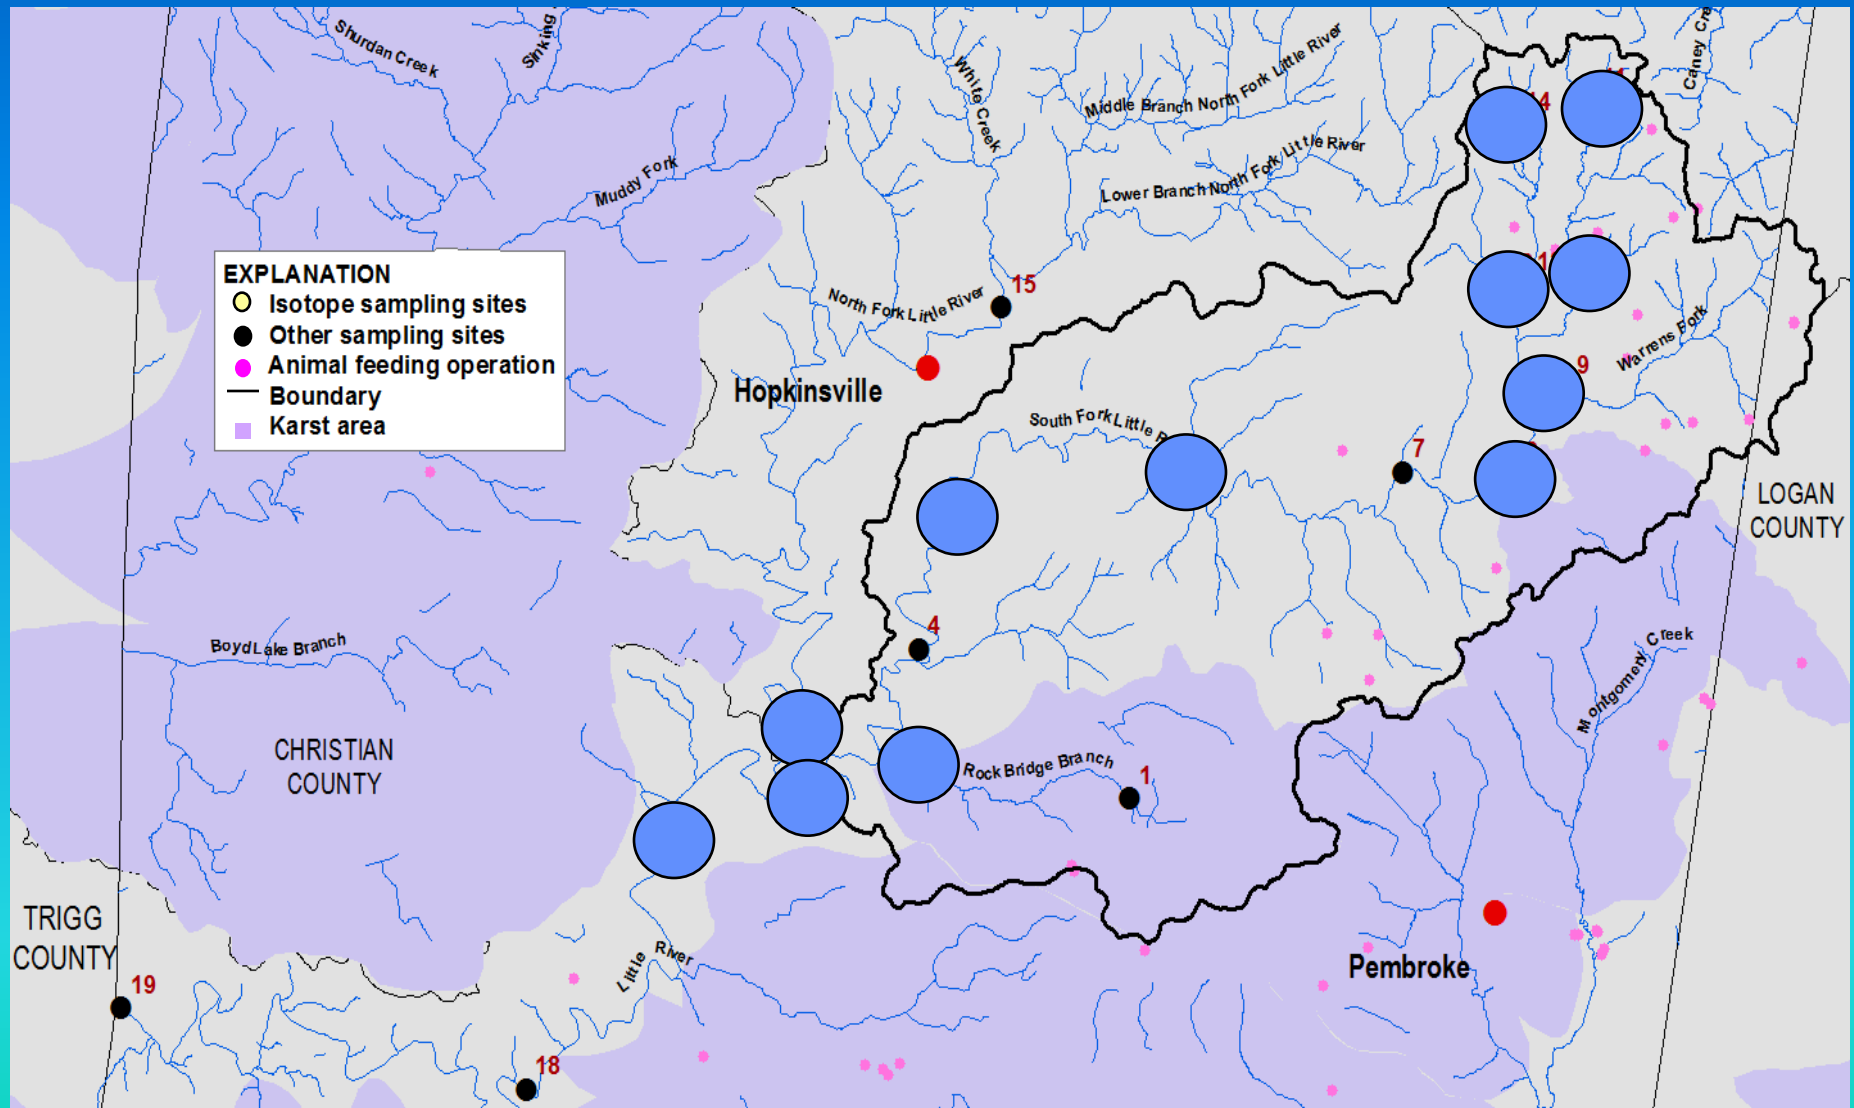 Shurdan Creek
Sinking
White Creek
Middle Branch North Fork Little River
Caney Cre
14
Lower Branch North Fork Little River
Muddy Fork
EXPLANATION
Isotope sampling sites
Other sampling sites
Animal feeding operation
Boundary
Karst area
15
North Fork Little River
Hopkinsville
Warrens Fork
9
South Fork Little R
7
LOGAN
COUNTY
4
Boyd Lake Branch
Montgomery Creek
CHRISTIAN
COUNTY
Rock Bridge Branch
1
TRIGG
COUNTY
Little River
Pembroke
19
18